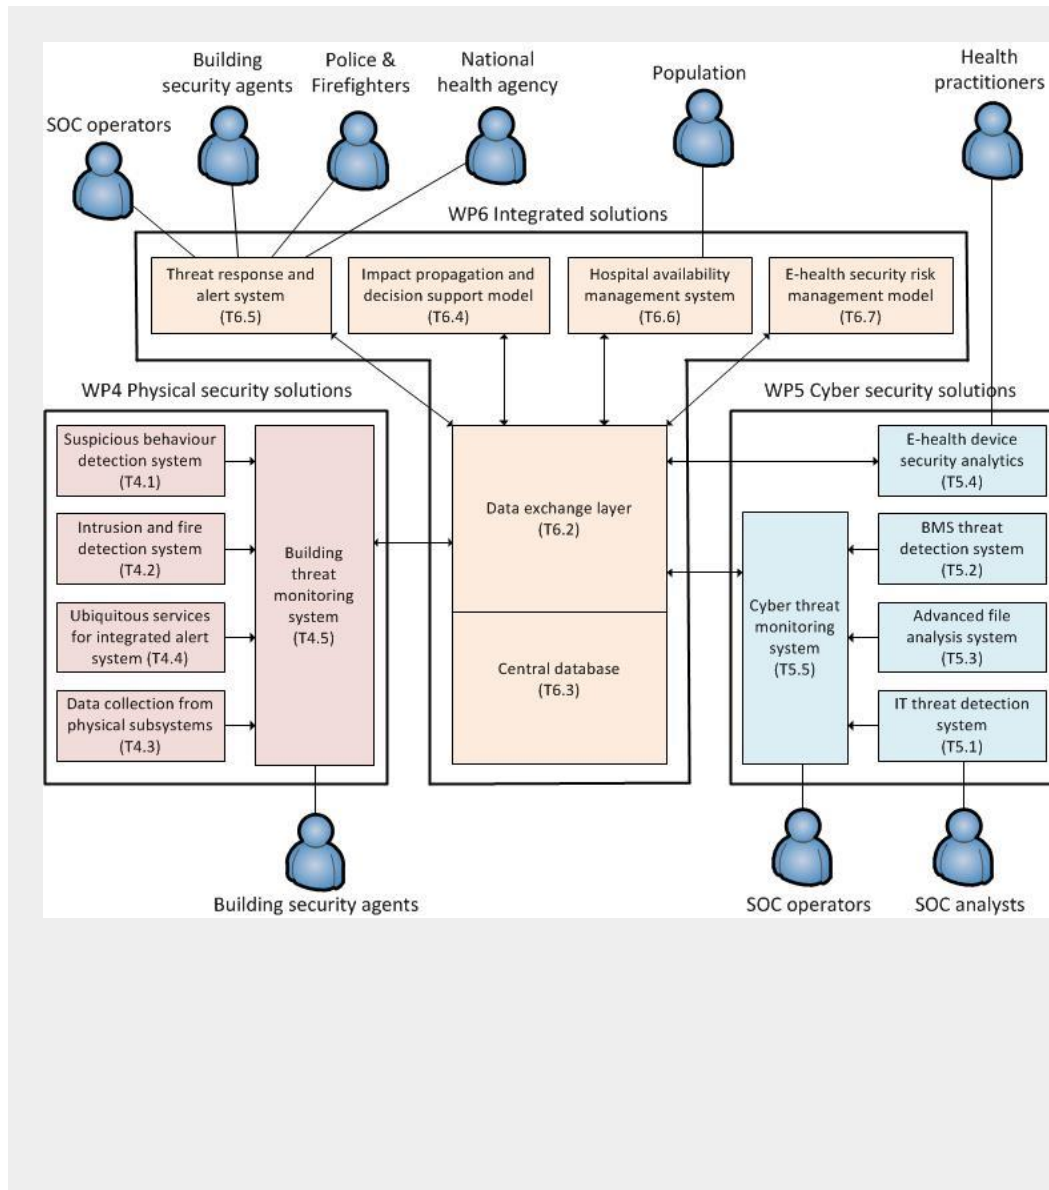 Building
security agents
Police &
Firefighters
National
health agency
Population
Health
practitioners
SOC operators
WP6 Integrated solutions
Threat response and
alert system
(T6.5)
Impact propagation and
decision support model
(T6.4)
Hospital availability
management system
(T6.6)
E-health security risk
management model
(T6.7)
WP4 Physical security solutions
Suspicious behaviour
detection system
(T4.1)
Intrusion and fire
detection system
(T4.2)
Ubiquitous services
for integrated alert
system (T4.4)
Data collection from
physical subsystems
(T4.3)
Building
threat
monitoring
system
(T4.5)
Data exchange layer
(T6.2)
Central database
(T6.3)
WP5 Cyber security solutions
E-health device
security analytics
(T5.4)
BMS threat
detection system
(T5.2)
Advanced file
analysis system
(T5.3)
IT threat detection
system
(T5.1)
Cyber threat
monitoring
system
(T5.5)
Building security agents
SOC operators
SOC analysts